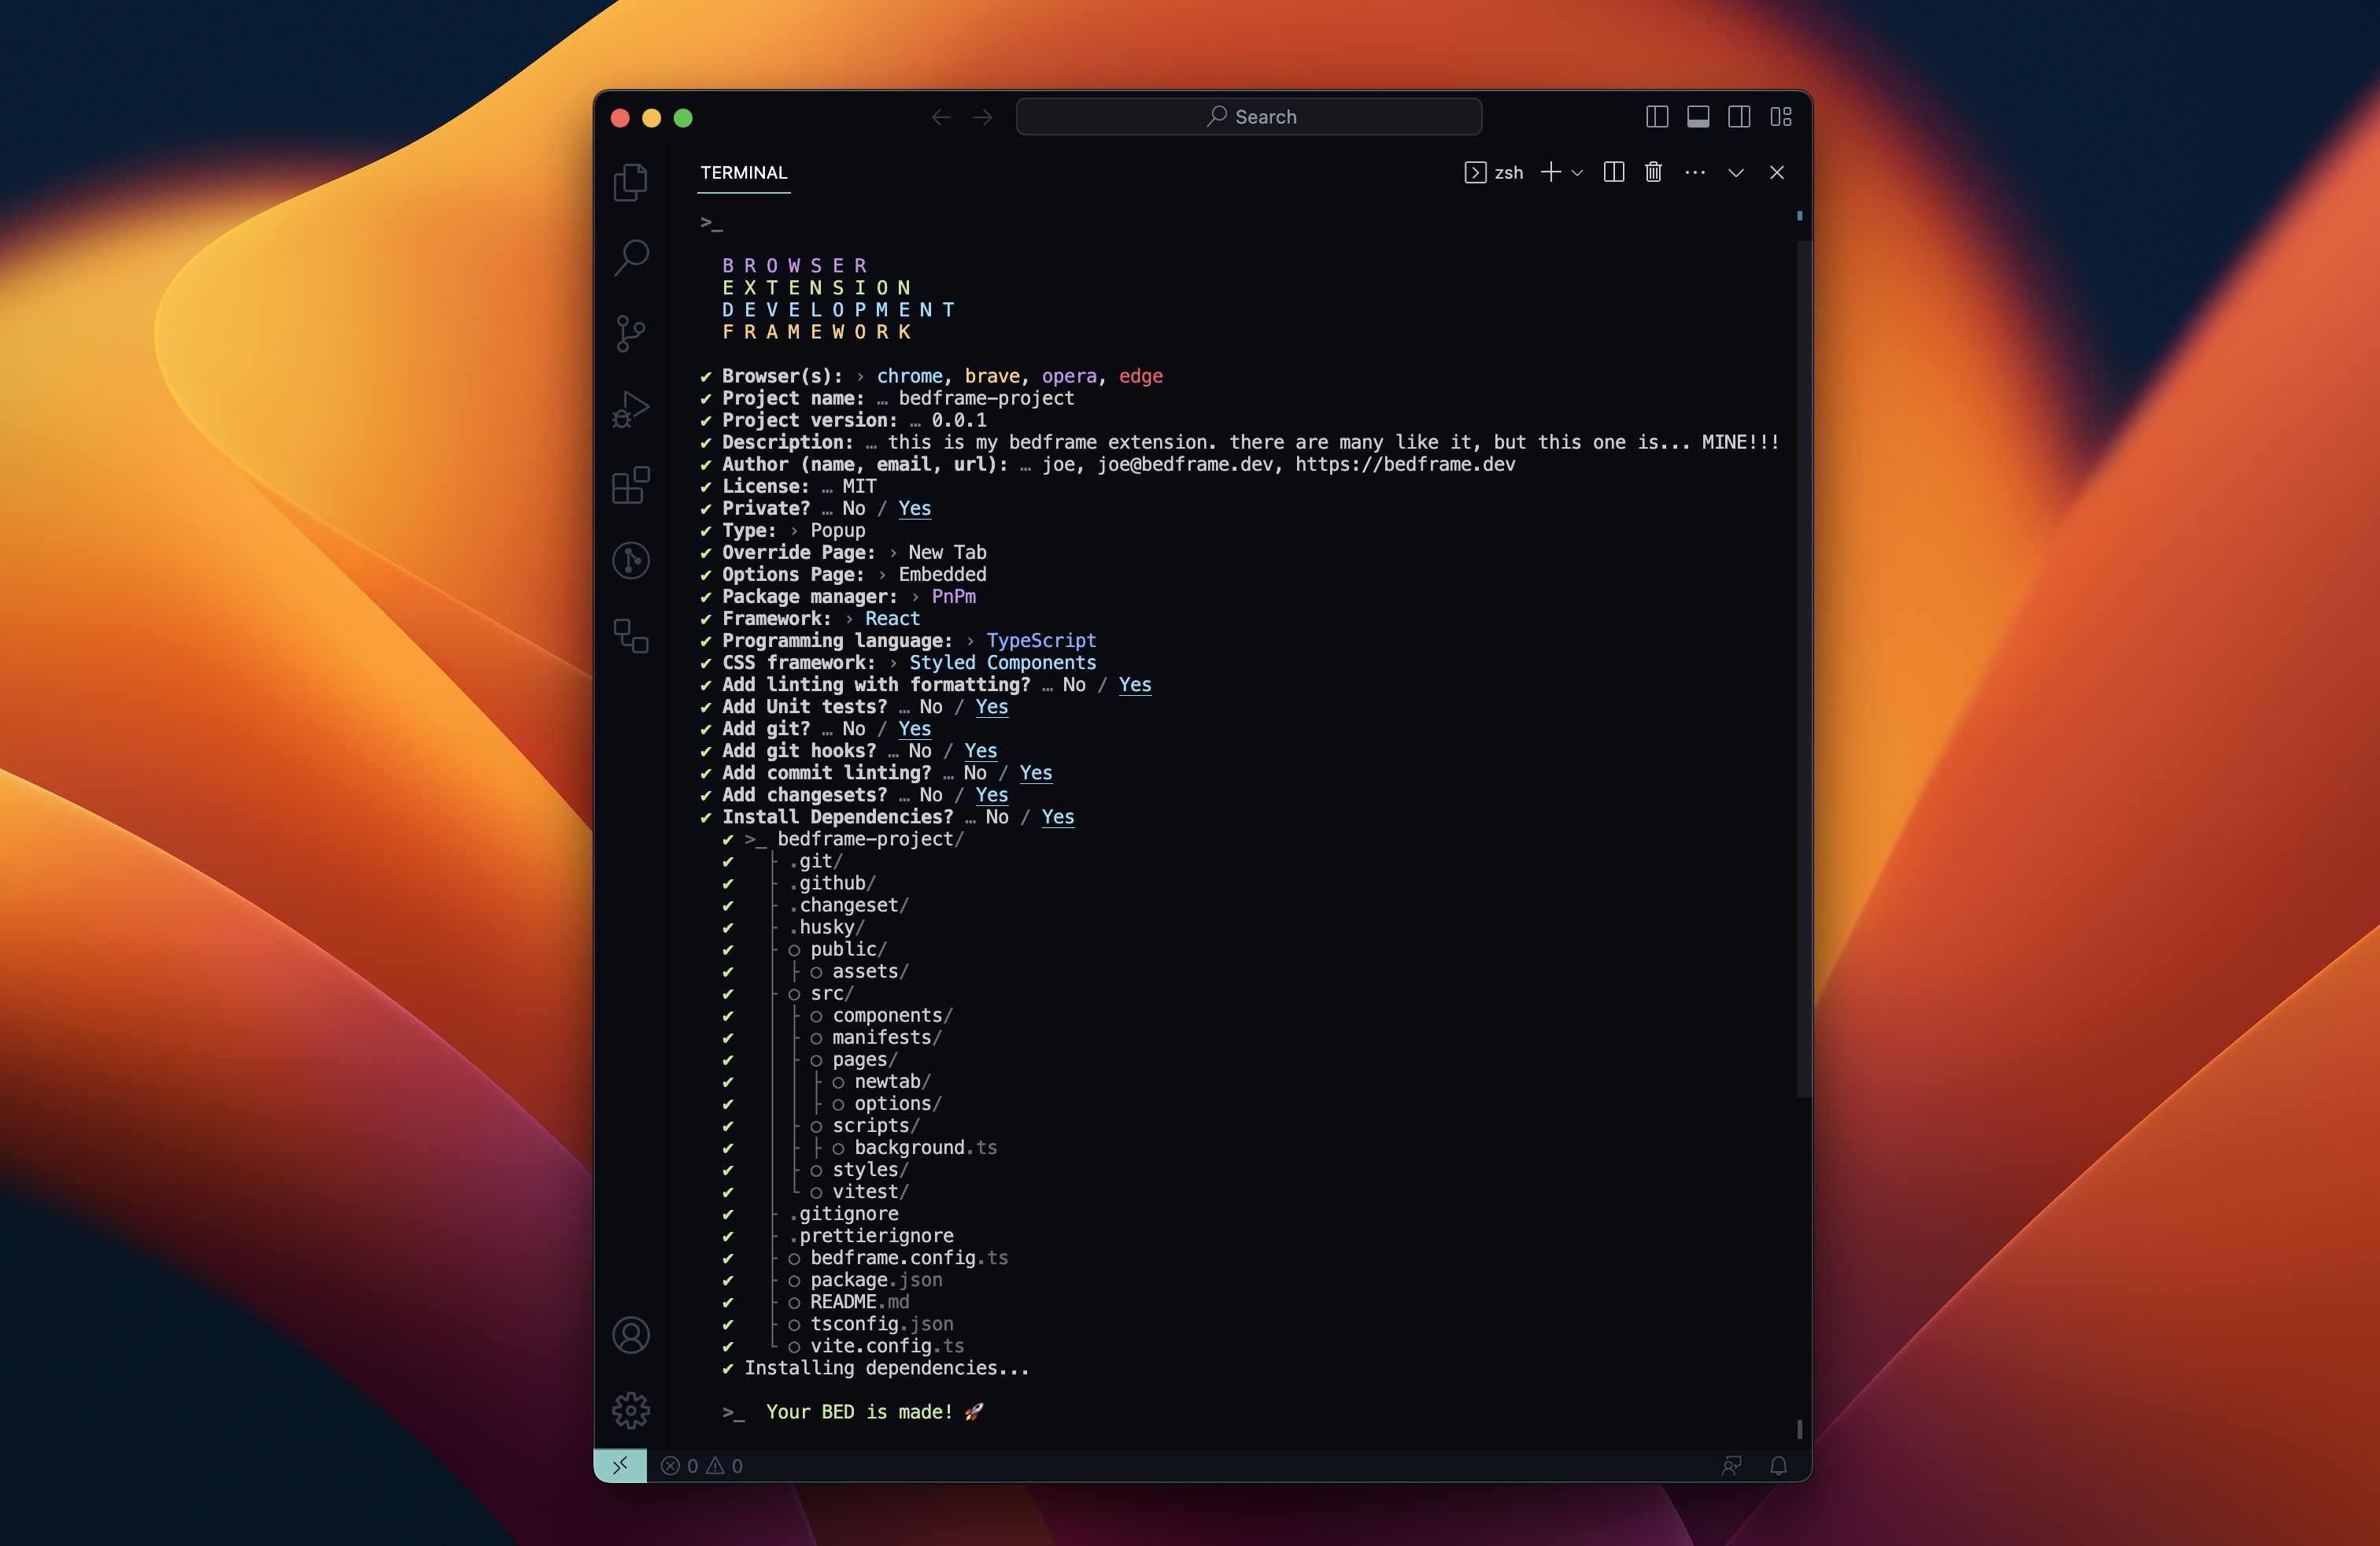 Search
TERMINAL
zsh
>_
B R O W S E R
E X T E N S I O N
D E V E L O P M E N T
F R A M E W O R K
✔ Browser(s): › chrome, brave, opera, edge
✔ Project name: … bedframe-project
✔ Project version: … 0.0.1
✔ Description: … this is my bedframe extension. there are many like it, but this one is... MINE!!!
✔ Author (name, email, url): … joe, joe@bedframe.dev, https://bedframe.dev
✔ License: … MIT
✔ Private? … No / Yes
✔ Type: › Popup
✔ Override Page: › New Tab
✔ Options Page: › Embedded
✔ Package manager: › PnPm
✔ Framework: › React
✔ Programming language: › TypeScript
✔ CSS framework: › Styled Components
✔ Add linting with formatting? … No / Yes
✔ Add Unit tests? … No / Yes
✔ Add git? … No / Yes
✔ Add git hooks? … No / Yes
✔ Add commit linting? … No / Yes
✔ Add changesets? … No / Yes
✔ Install Dependencies? … No / Yes
✔ >_ bedframe-project/
✔ ├ .git/
✔ ├ .github/
✔ ├ .changeset/
✔ ├ .husky/
✔ ├ ○ public/
✔ │ ├ ○ assets/
✔ ├ ○ src/
✔ │ ├ ○ components/
✔ │ ├ ○ manifests/
✔ │ ├ ○ pages/
✔ │ │ ├ ○ newtab/
✔ │ │ ├ ○ options/
✔ │ ├ ○ scripts/
✔ │ ├ ├ ○ background.ts
✔ │ ├ ○ styles/
✔ │ └ ○ vitest/
✔ ├ .gitignore
✔ ├ .prettierignore
✔ ├ ○ bedframe.config.ts
✔ ├ ○ package.json
✔ ├ ○ README.md
✔ ├ ○ tsconfig.json
✔ └ ○ vite.config.ts
✔ Installing dependencies...
>_ Your BED is made! 🚀
0 0